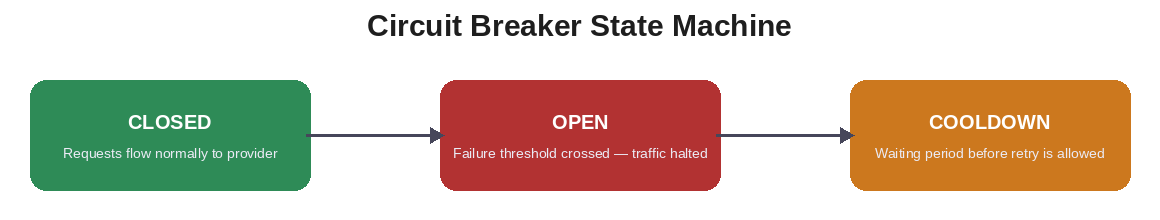 Circuit Breaker State Machine
CLOSED
Requests flow normally to provider
OPEN
Failure threshold crossed — traffic halted
COOLDOWN
Waiting period before retry is allowed